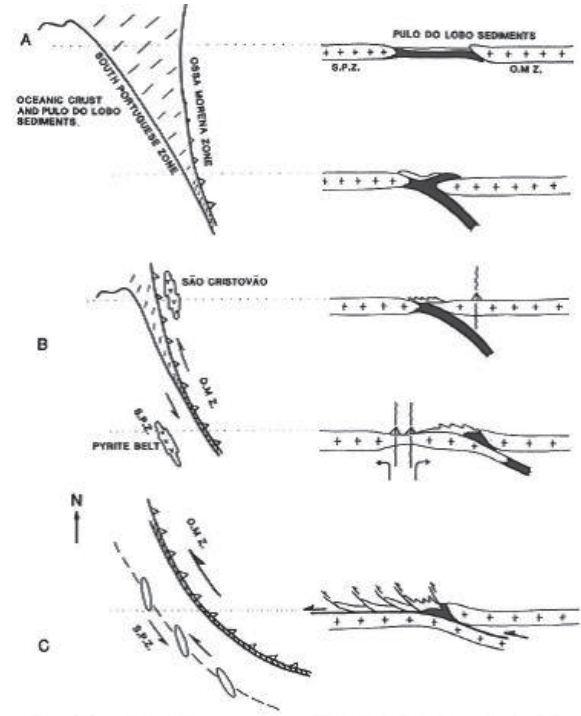 A
OCEANIC CRUST
AND PULO DO LOBO
SEDIMENTS.
SOUTH PORTUGUESE ZONE
OSSA MORENA ZONE
PULO DO LOBO SEDIMENTS
S.P.Z.
O.M Z.
B
SÃO CRISTOVÃO
O.M Z.
S.P.Z.
PYRITE BELT
N
C
O.M Z.
S.P.Z.